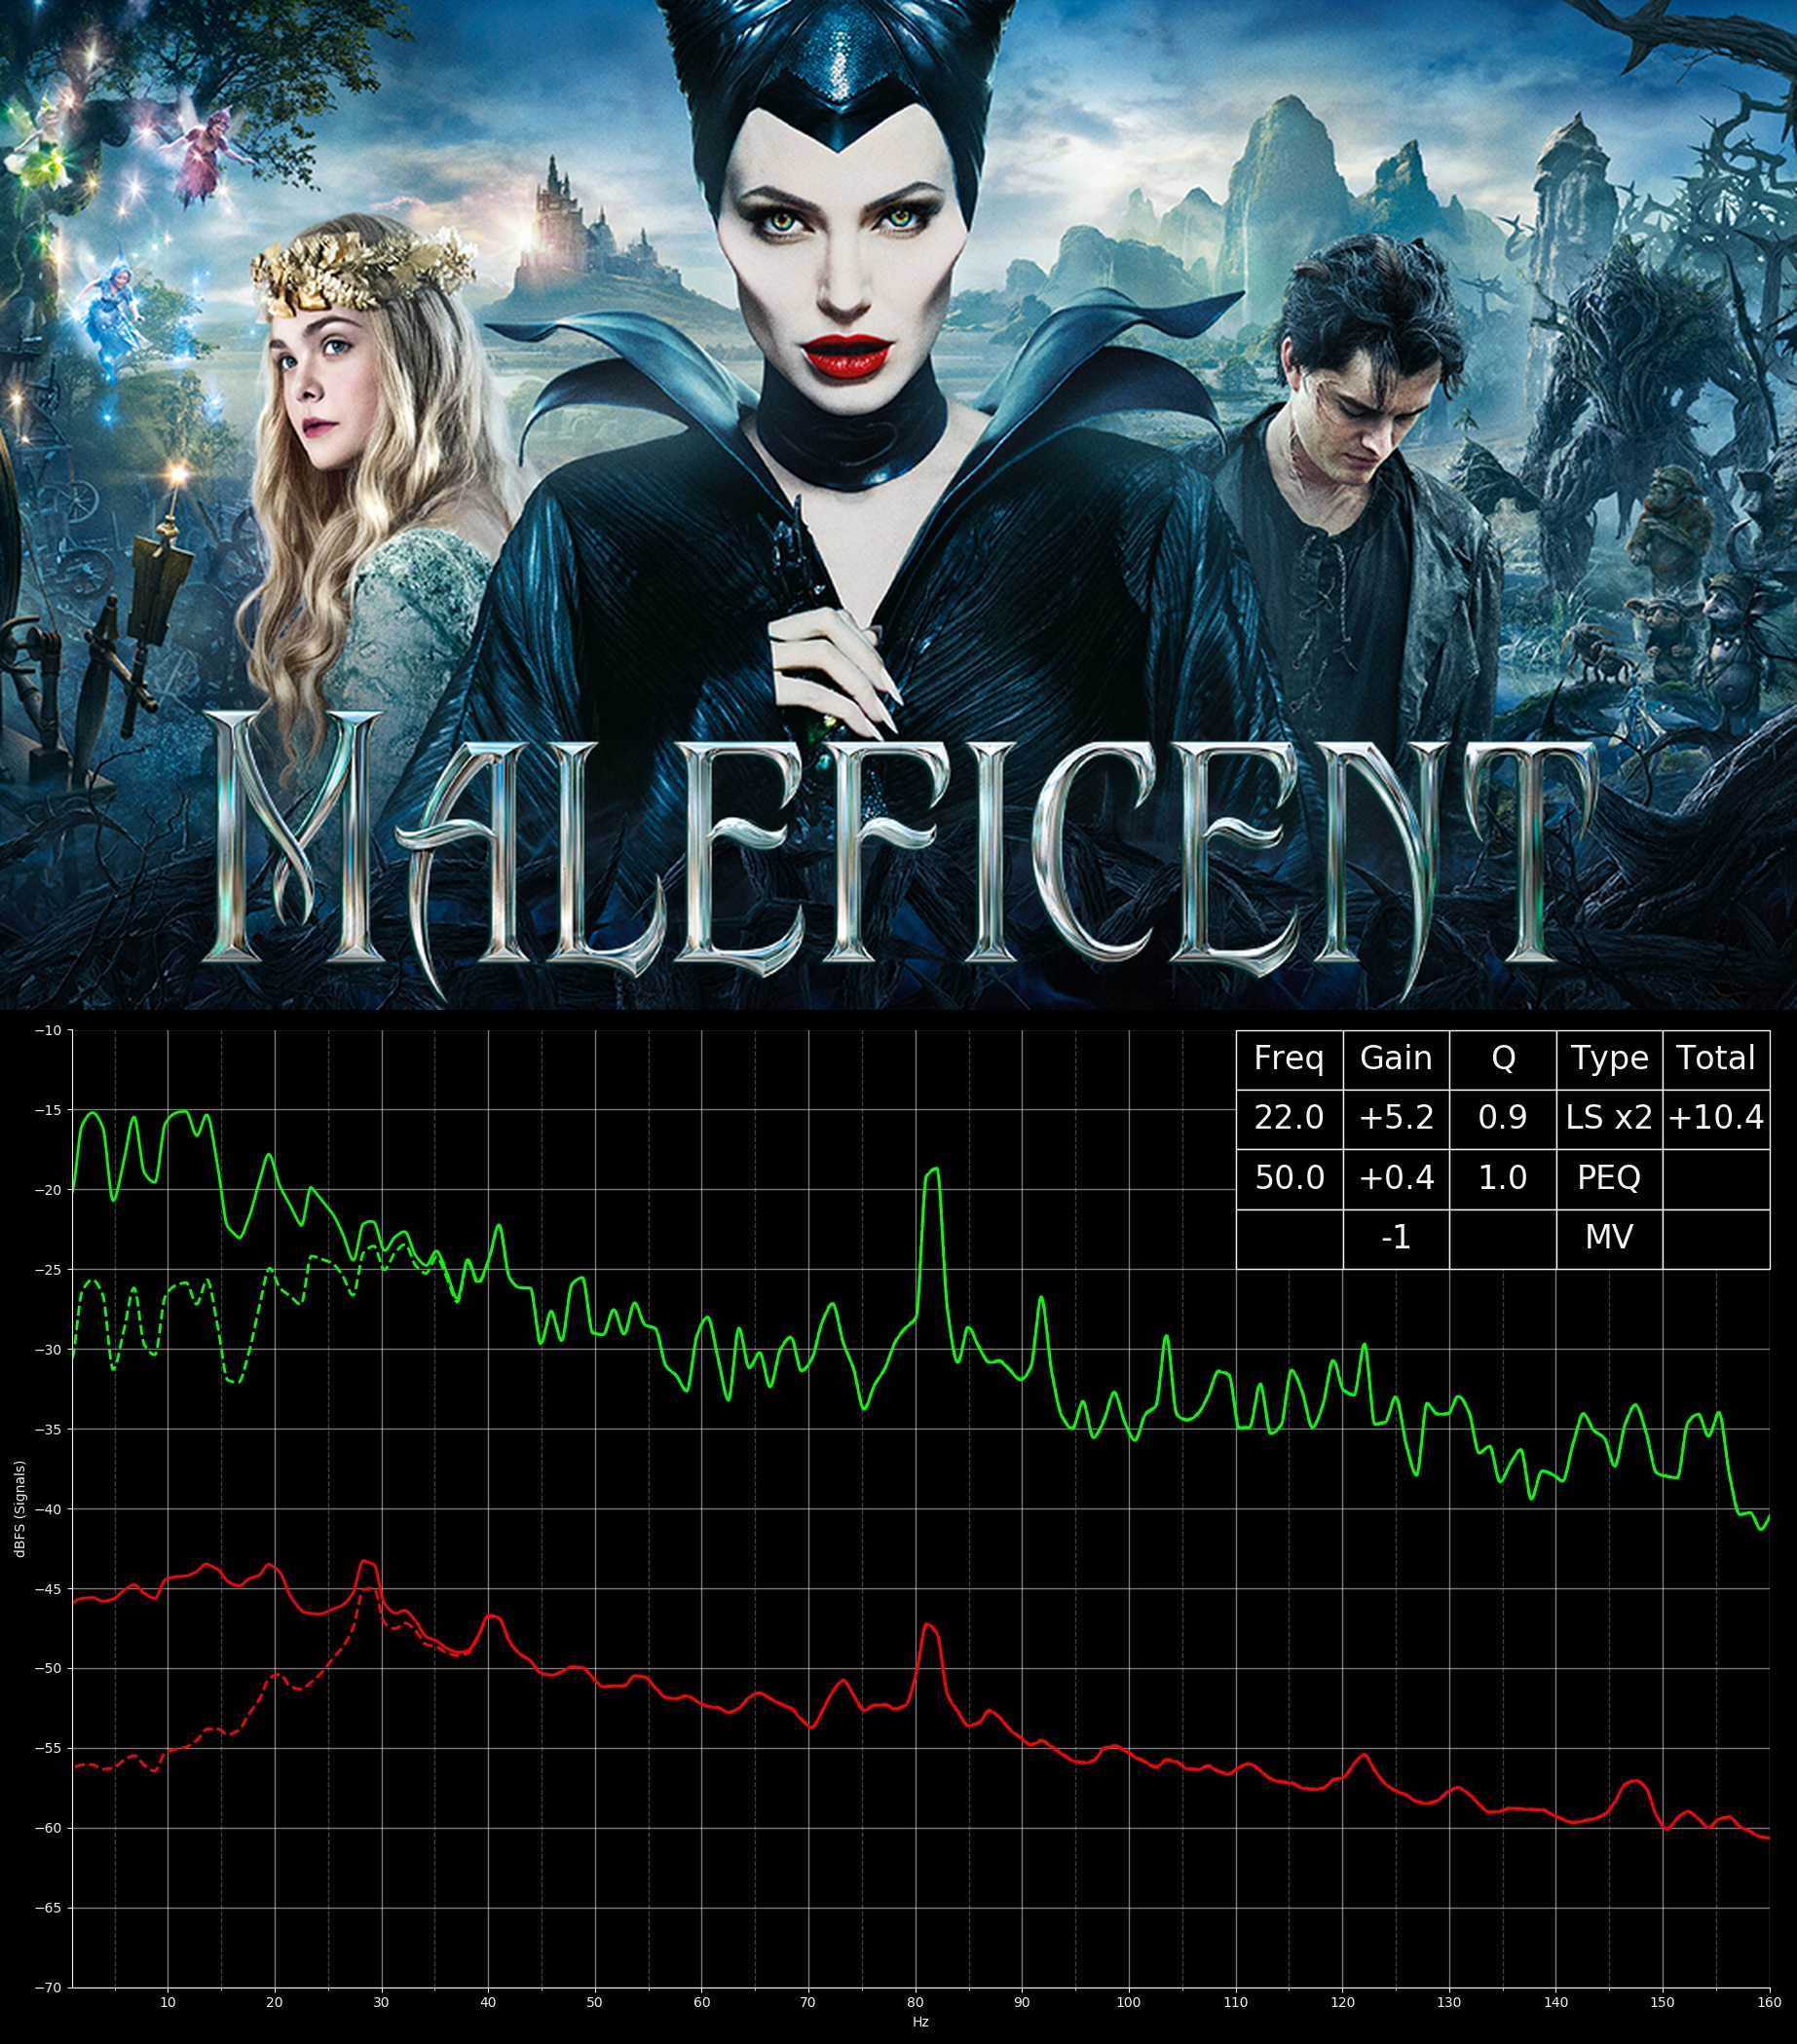 MALEFICENT
Freq Gain Q Type Total
22.0 +5.2 0.9 LS x2 +10.4
50.0 +0.4 1.0 PEQ
-1 MV
−10
−15
−20
−25
−30
−35
−40
−45
−50
−55
−60
−65
−70
dBFS (Signals)
10 20 30 40 50 60 70 80 90 100 110 120 130 140 150 160
Hz